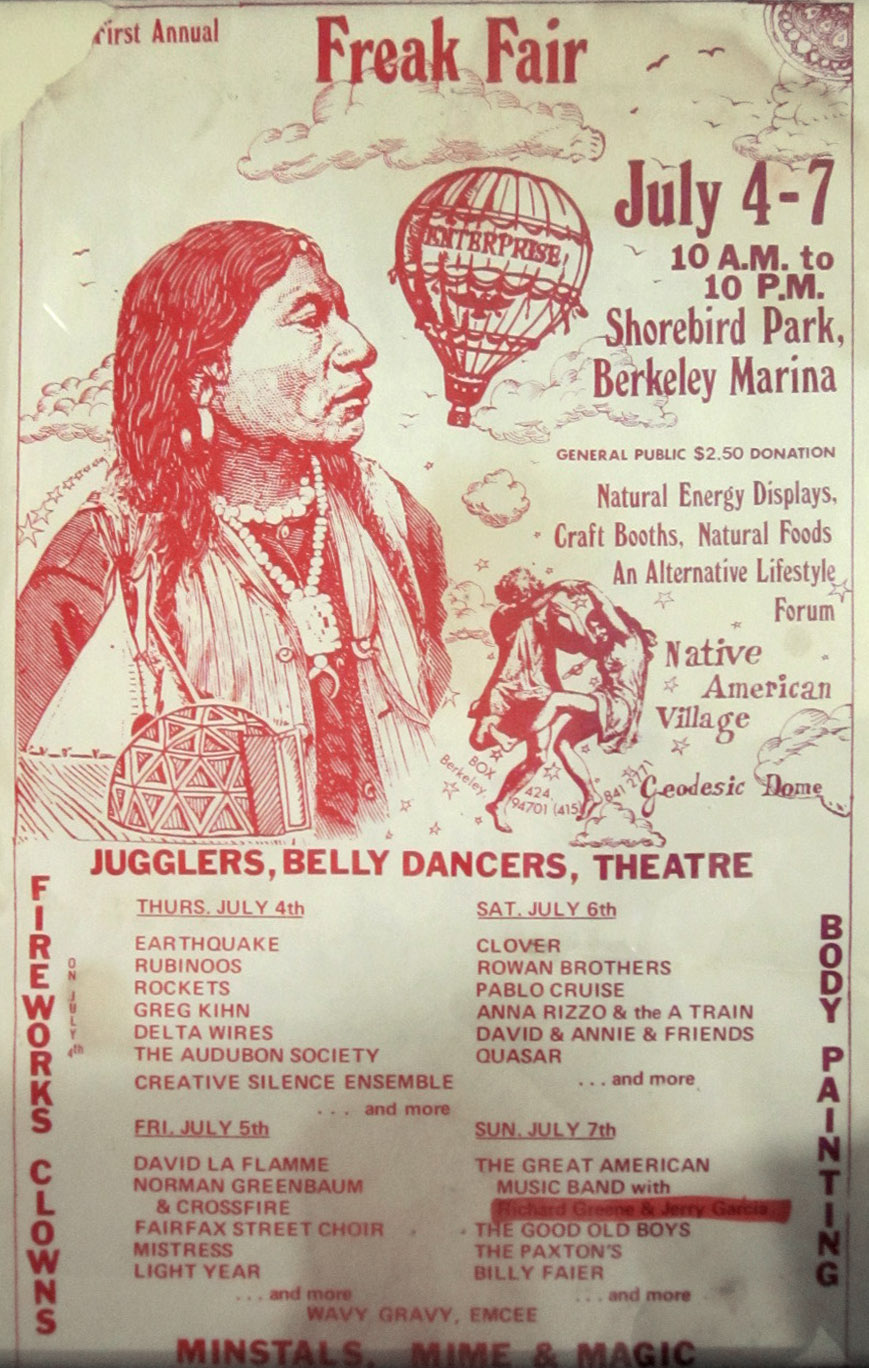 First Annual
Freak Fair
ENTERPRISE
July 4-7
10 A.M. to
10 P.M.
Shorebird Park,
Berkeley Marina
GENERAL PUBLIC $2.50 DONATION
Natural Energy Displays,
Craft Booths, Natural Foods
An Alternative Lifestyle
Forum
Native
American
Village
Geodesic Dome
BOX 424
Berkeley, 94701 (415) 841 2771
JUGGLERS, BELLY DANCERS, THEATRE
FIREWORKS CLOWNS
ON JULY 4th
THURS. JULY 4th
EARTHQUAKE
RUBINOOS
ROCKETS
GREG KIHN
DELTA WIRES
THE AUDUBON SOCIETY
CREATIVE SILENCE ENSEMBLE
... and more
FRI. JULY 5th
DAVID LA FLAMME
NORMAN GREENBAUM
& CROSSFIRE
FAIRFAX STREET CHOIR
MISTRESS
LIGHT YEAR
... and more
SAT. JULY 6th
CLOVER
ROWAN BROTHERS
PABLO CRUISE
ANNA RIZZO & the A TRAIN
DAVID & ANNIE & FRIENDS
QUASAR
... and more
SUN. JULY 7th
THE GREAT AMERICAN
MUSIC BAND with
Richard Greene & Jerry Garcia
THE GOOD OLD BOYS
THE PAXTON'S
BILLY FAIER
... and more
BODY PAINTING
WAVY GRAVY, EMCEE
MINSTALS, MIME & MAGIC